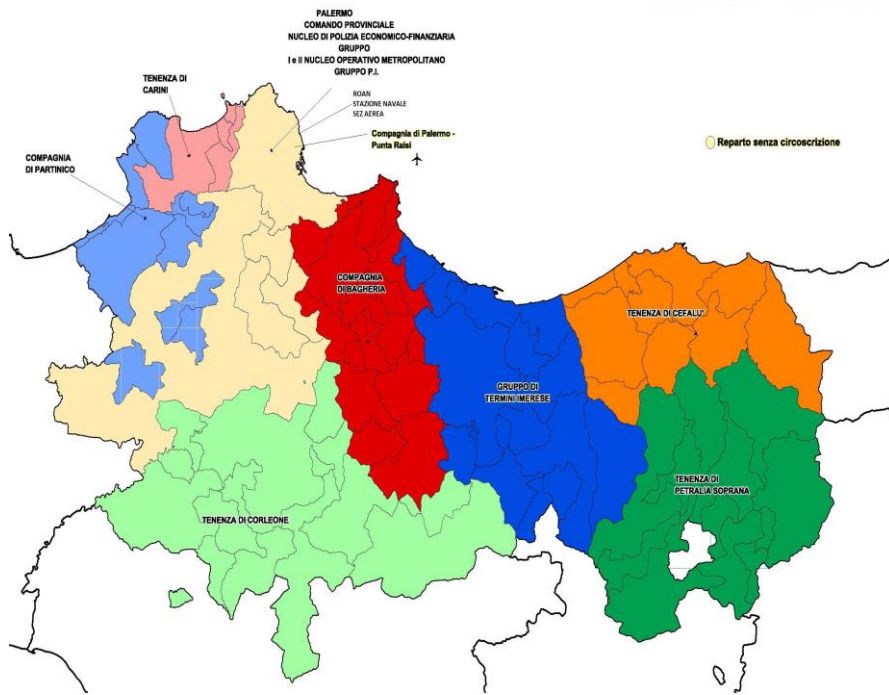 PALERMO
COMANDO PROVINCIALE
NUCLEO DI POLIZIA ECONOMICO-FINANZIARIA
GRUPPO
I e II NUCLEO OPERATIVO METROPOLITANO
GRUPPO P.I.
ROAN
STAZIONE NAVALE
SEZ AEREA
Compagnia di Palermo -
Punta Raisi
TENENZA DI
CARINI
COMPAGNIA
DI PARTINICO
Reparto senza circoscrizione
COMPAGNIA
DI BAGHERIA
TENENZA DI CEFALU'
GRUPPO DI
TERMINI IMERESE
TENENZA DI
PETRALIA SOPRANA
TENENZA DI CORLEONE